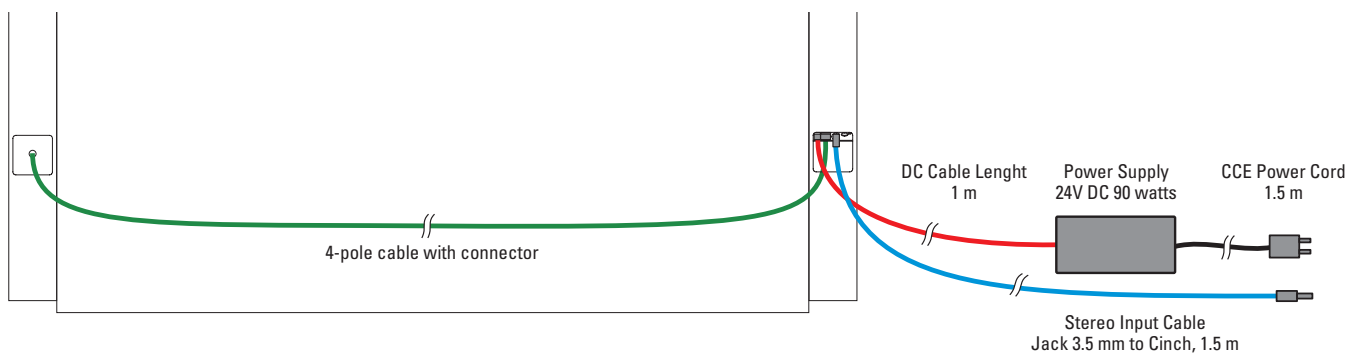 4-pole cable with connector
DC Cable Lenght
1 m
Power Supply
24V DC 90 watts
CCE Power Cord
1.5 m
Stereo Input Cable
Jack 3.5 mm to Cinch, 1.5 m